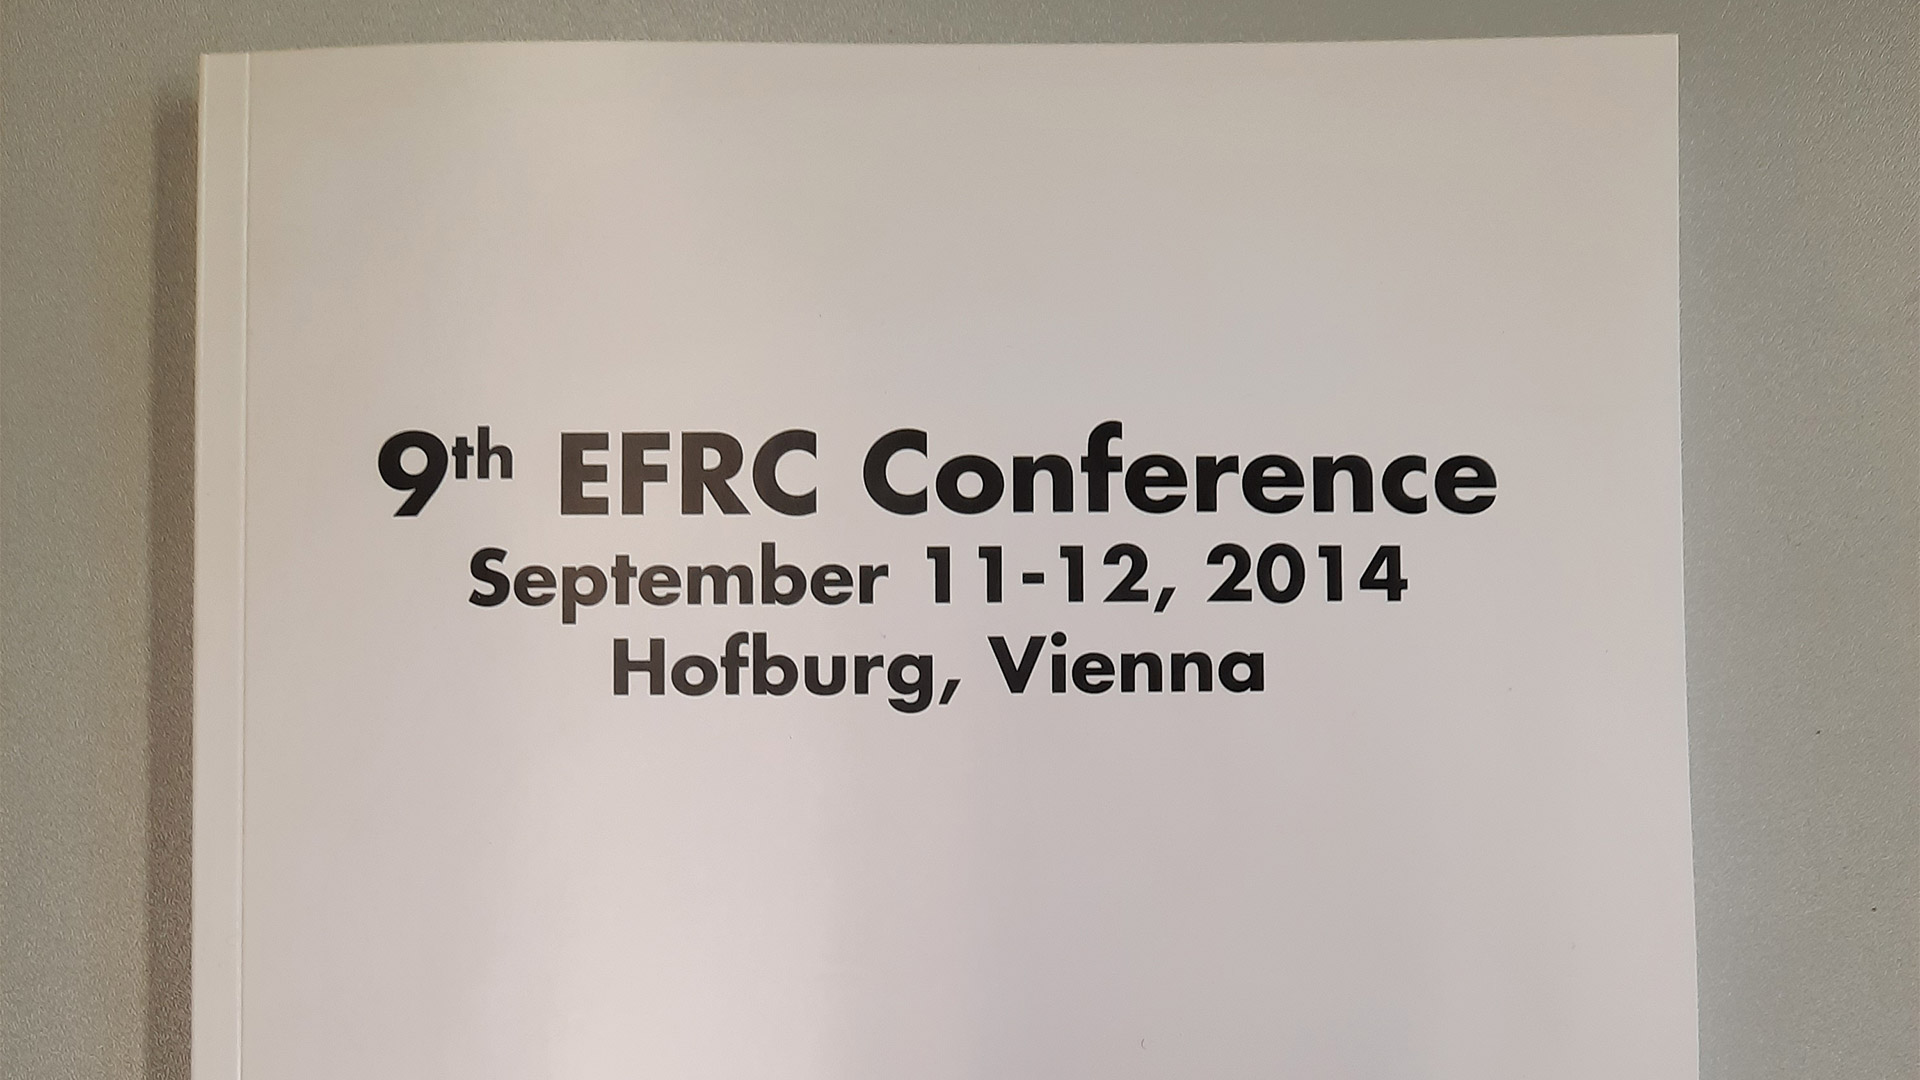 9th EFRC Conference
September 11-12, 2014
Hofburg, Vienna